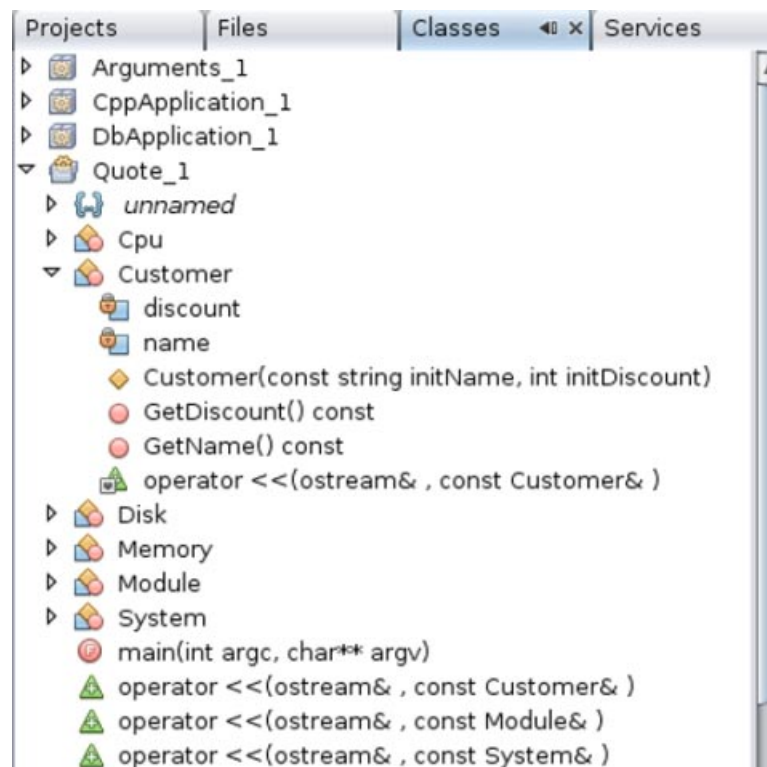 Projects Files Classes Services
Arguments_1
CppApplication_1
DbApplication_1
Quote_1
unnamed
Cpu
Customer
discount
name
Customer(const string initName, int initDiscount)
GetDiscount() const
GetName() const
operator <<(ostream& , const Customer& )
Disk
Memory
Module
System
main(int argc, char** argv)
operator <<(ostream& , const Customer& )
operator <<(ostream& , const Module& )
operator <<(ostream& , const System& )